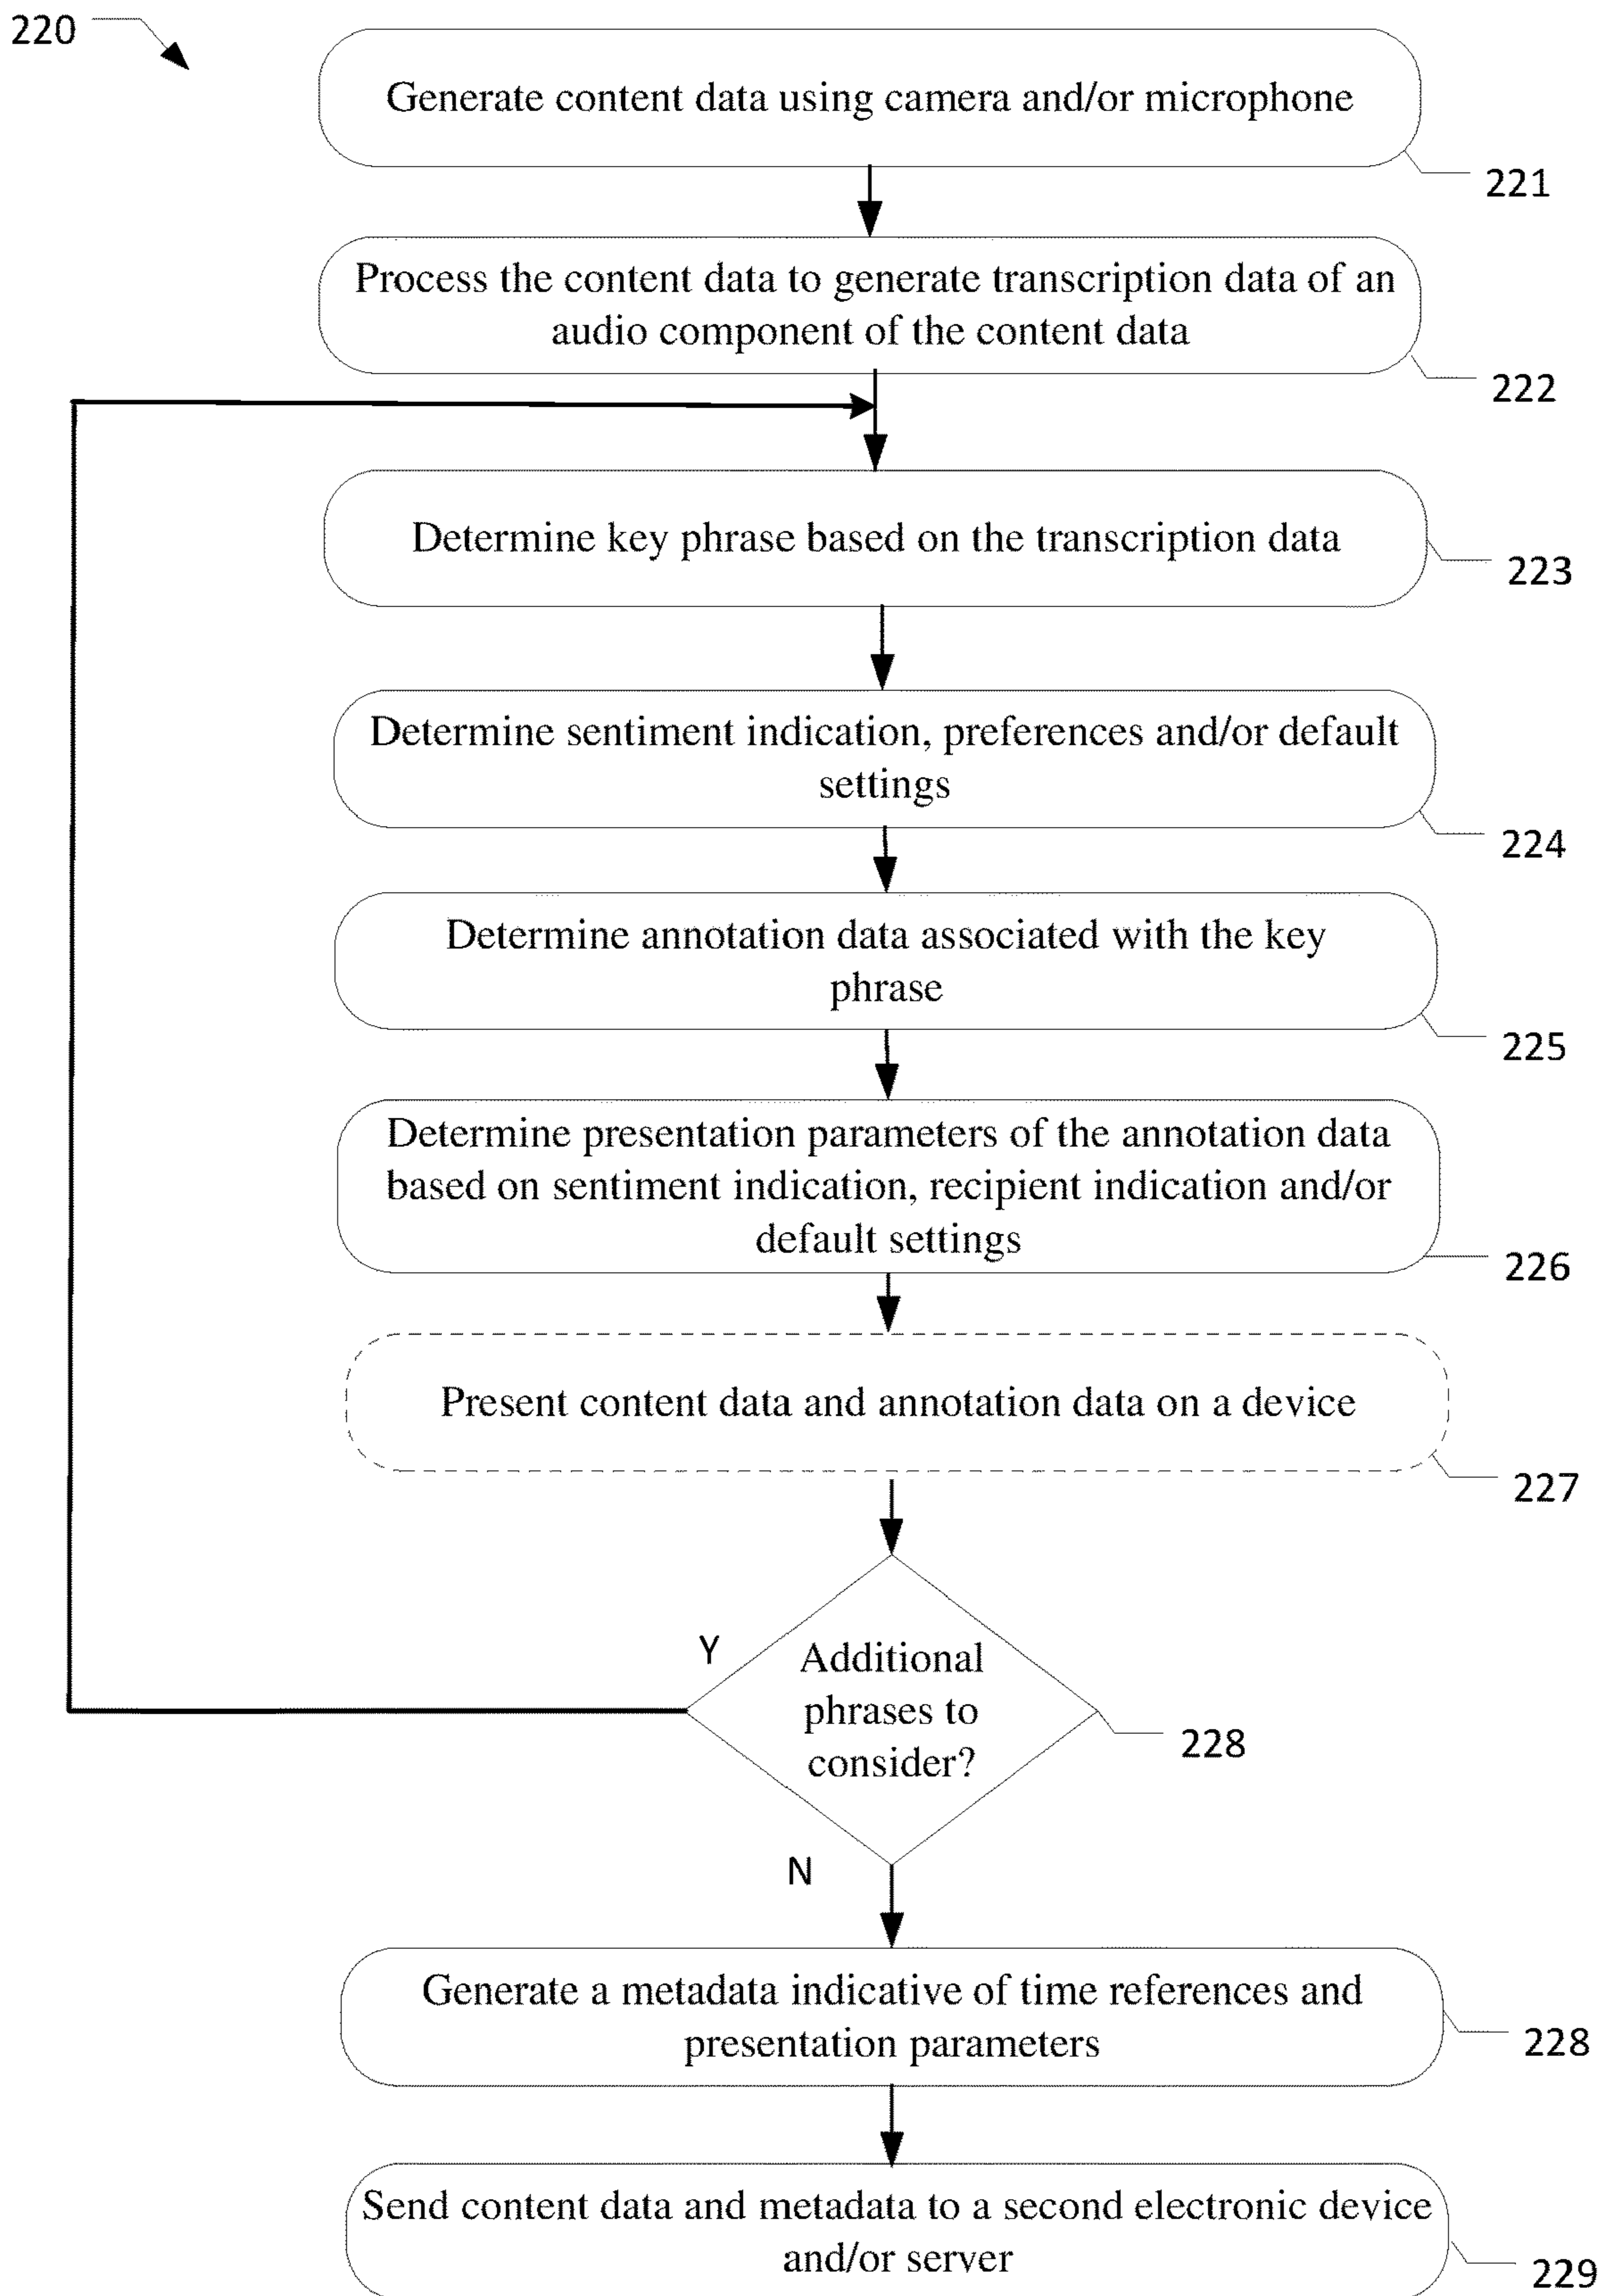 220
Generate content data using camera and/or microphone
221
Process the content data to generate transcription data of an
audio component of the content data
222
Determine key phrase based on the transcription data
223
Determine sentiment indication, preferences and/or default
settings
224
Determine annotation data associated with the key
phrase
225
Determine presentation parameters of the annotation data
based on sentiment indication, recipient indication and/or
default settings
226
Present content data and annotation data on a device
227
Y
Additional
phrases to
consider?
228
N
Generate a metadata indicative of time references and
presentation parameters
228
Send content data and metadata to a second electronic device
and/or server
229